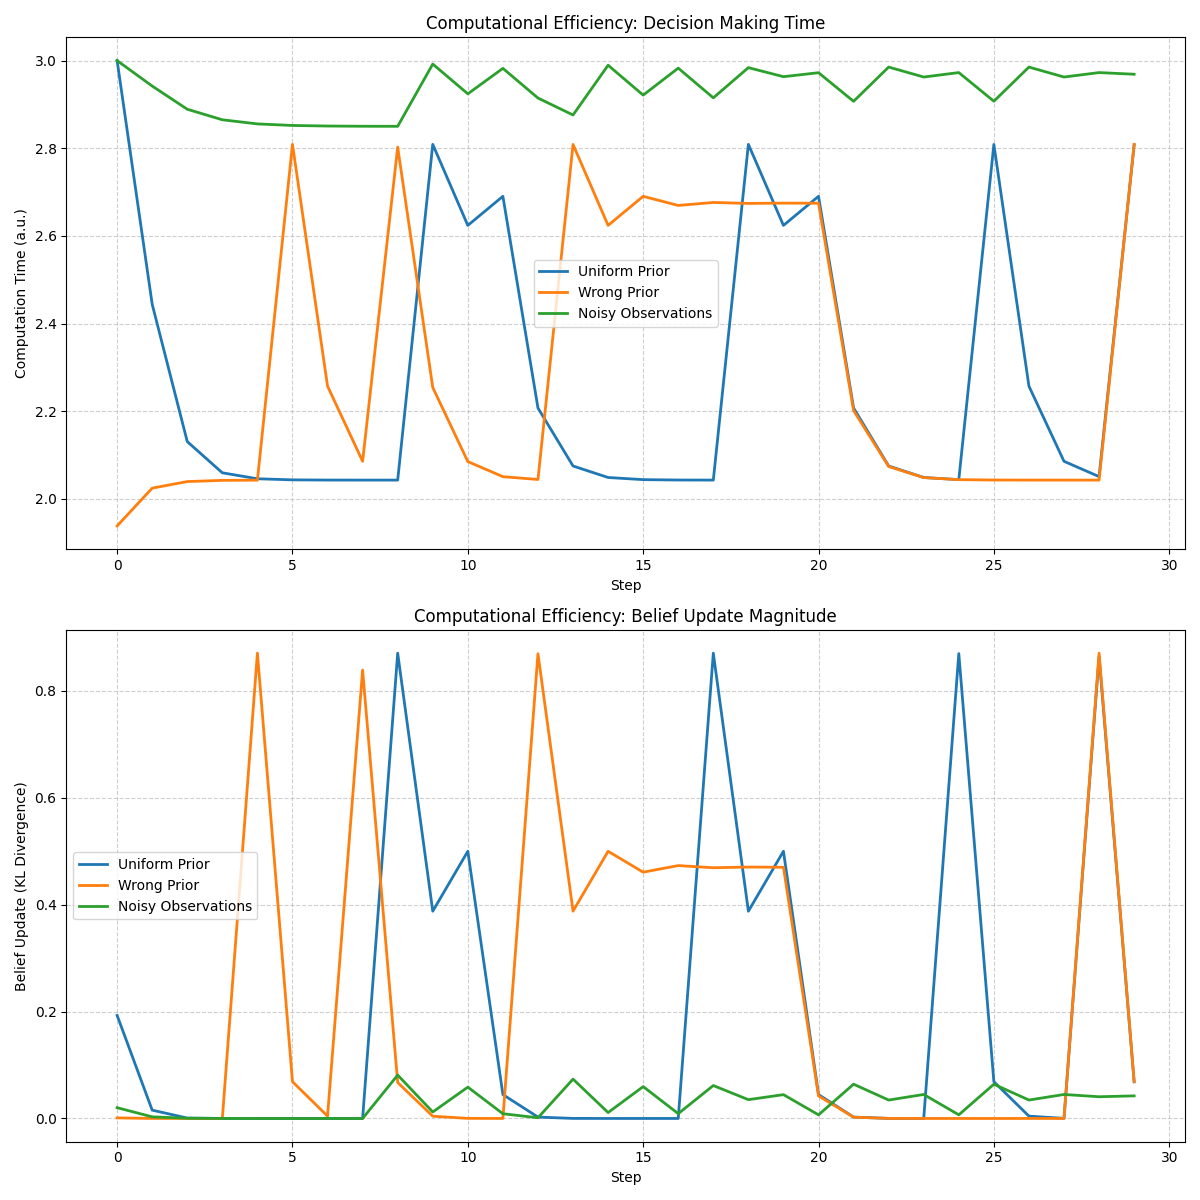 Computational Efficiency: Decision Making Time
Computation Time (a.u.)
3.0
2.8
2.6
2.4
2.2
2.0
Uniform Prior
Wrong Prior
Noisy Observations
0 5 10 15 20 25 30
Step
Computational Efficiency: Belief Update Magnitude
Belief Update (KL Divergence)
0.8
0.6
0.4
0.2
0.0
Uniform Prior
Wrong Prior
Noisy Observations
0 5 10 15 20 25 30
Step